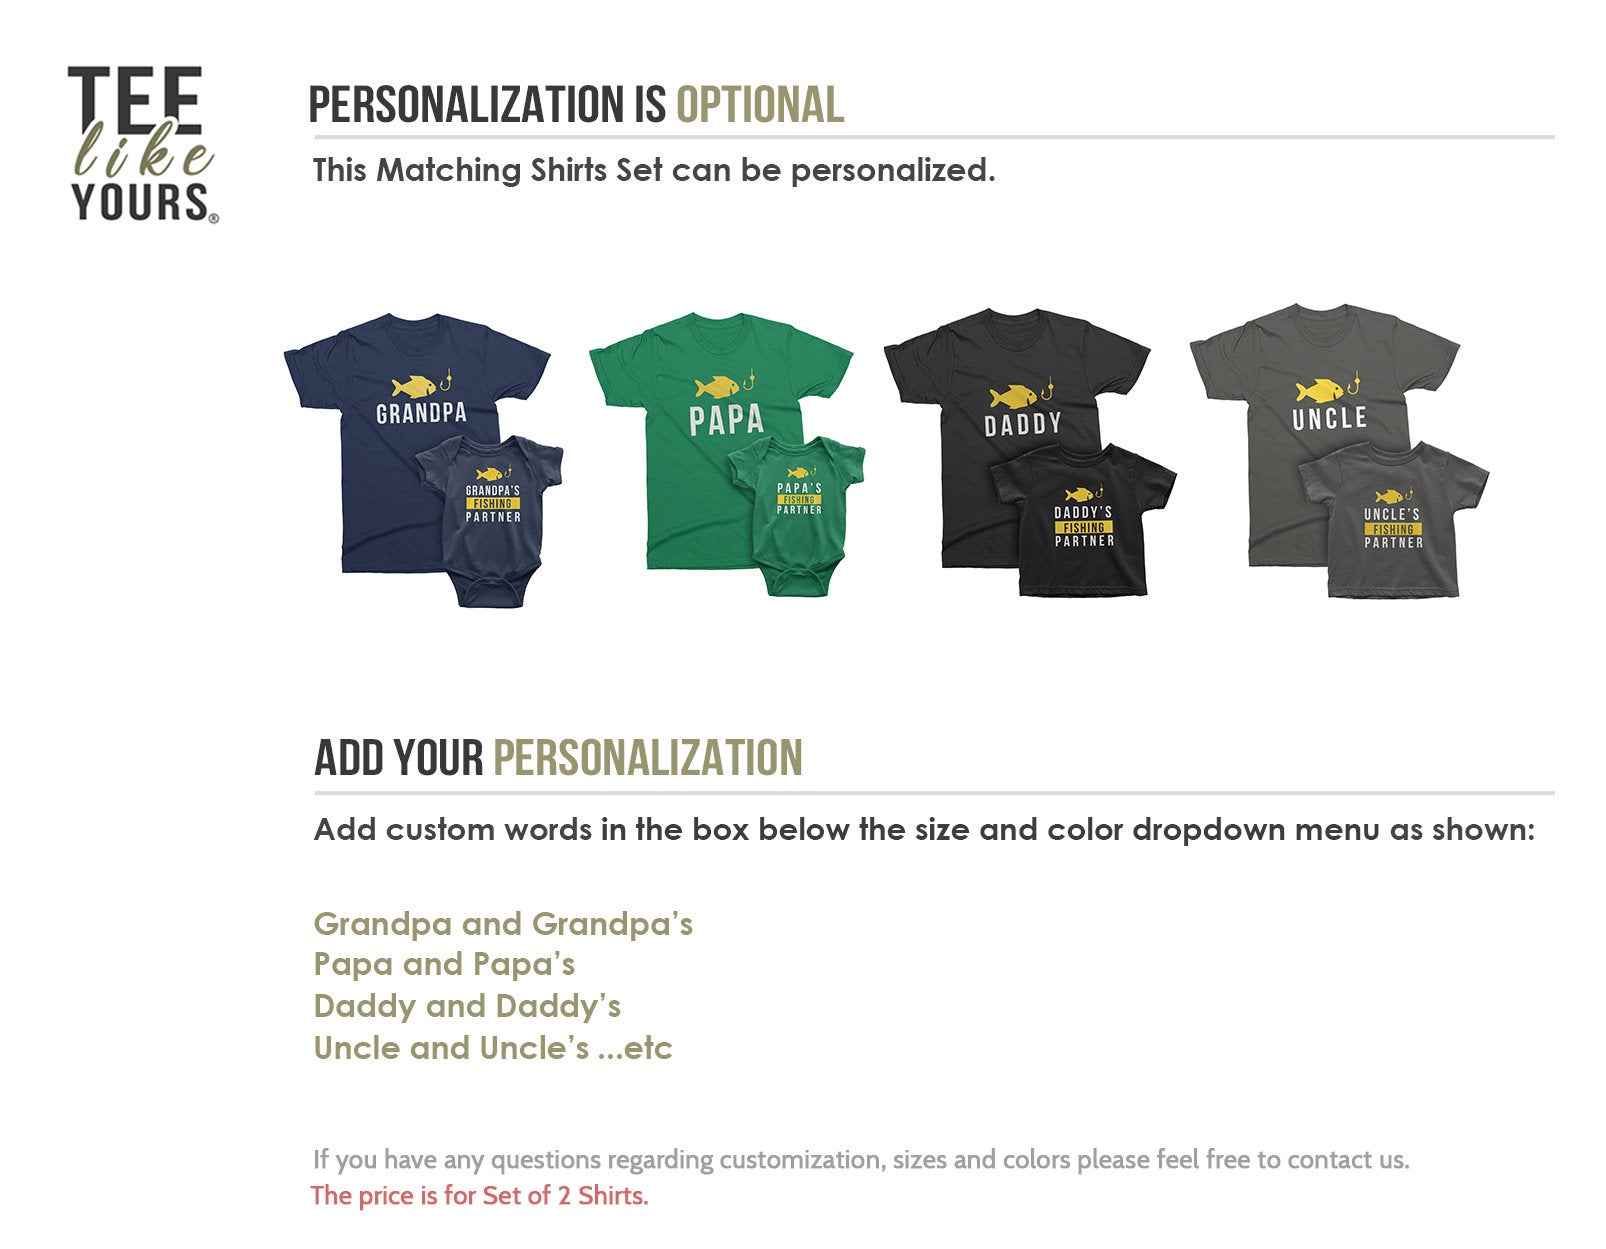 TEE
like
YOURS®
PERSONALIZATION IS OPTIONAL
This Matching Shirts Set can be personalized.
GRANDPA
GRANDPA'S
FISHING
PARTNER
PAPA
PAPA'S
FISHING
PARTNER
DADDY
DADDY'S
FISHING
PARTNER
UNCLE
UNCLE'S
FISHING
PARTNER
ADD YOUR PERSONALIZATION
Add custom words in the box below the size and color dropdown menu as shown:
Grandpa and Grandpa's
Papa and Papa's
Daddy and Daddy's
Uncle and Uncle's ...etc
If you have any questions regarding customization, sizes and colors please feel free to contact us.
The price is for Set of 2 Shirts.